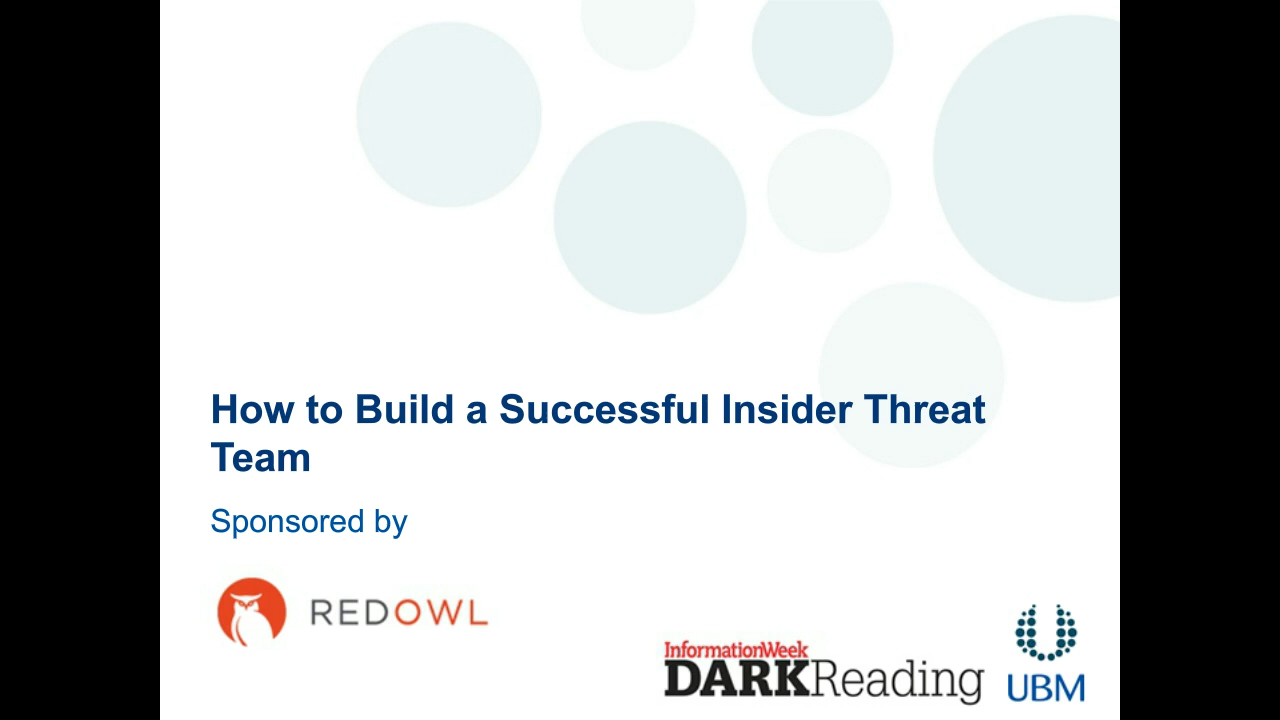 How to Build a Successful Insider Threat
Team
Sponsored by
REDOWL
InformationWeek
DARKReading
UBM